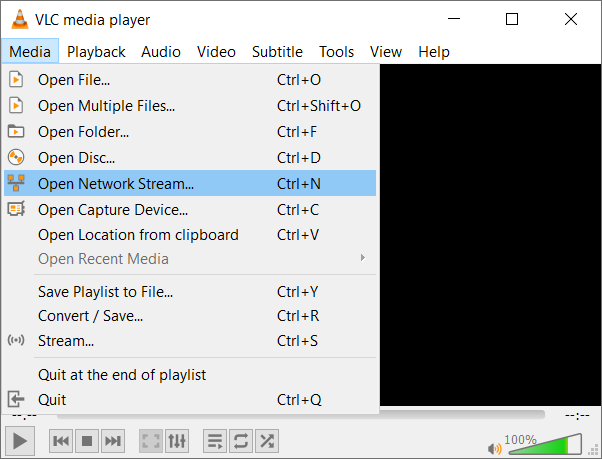 VLC media player
Media Playback Audio Video Subtitle Tools View Help
Open File... Ctrl+O
Open Multiple Files... Ctrl+Shift+O
Open Folder... Ctrl+F
Open Disc... Ctrl+D
Open Network Stream... Ctrl+N
Open Capture Device... Ctrl+C
Open Location from clipboard Ctrl+V
Open Recent Media
Save Playlist to File... Ctrl+Y
Convert / Save... Ctrl+R
Stream... Ctrl+S
Quit at the end of playlist
Quit Ctrl+Q
--:-- --:--
100%